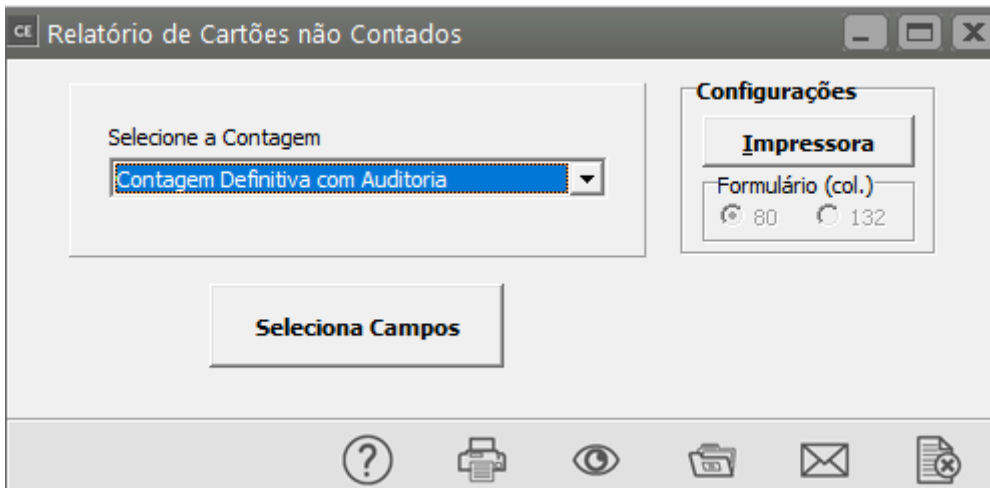 CE Relatório de Cartões não Contados
Selecione a Contagem
Contagem Definitiva com Auditoria
Configurações
Impressora
Formulário (col.)
80 132
Seleciona Campos
?